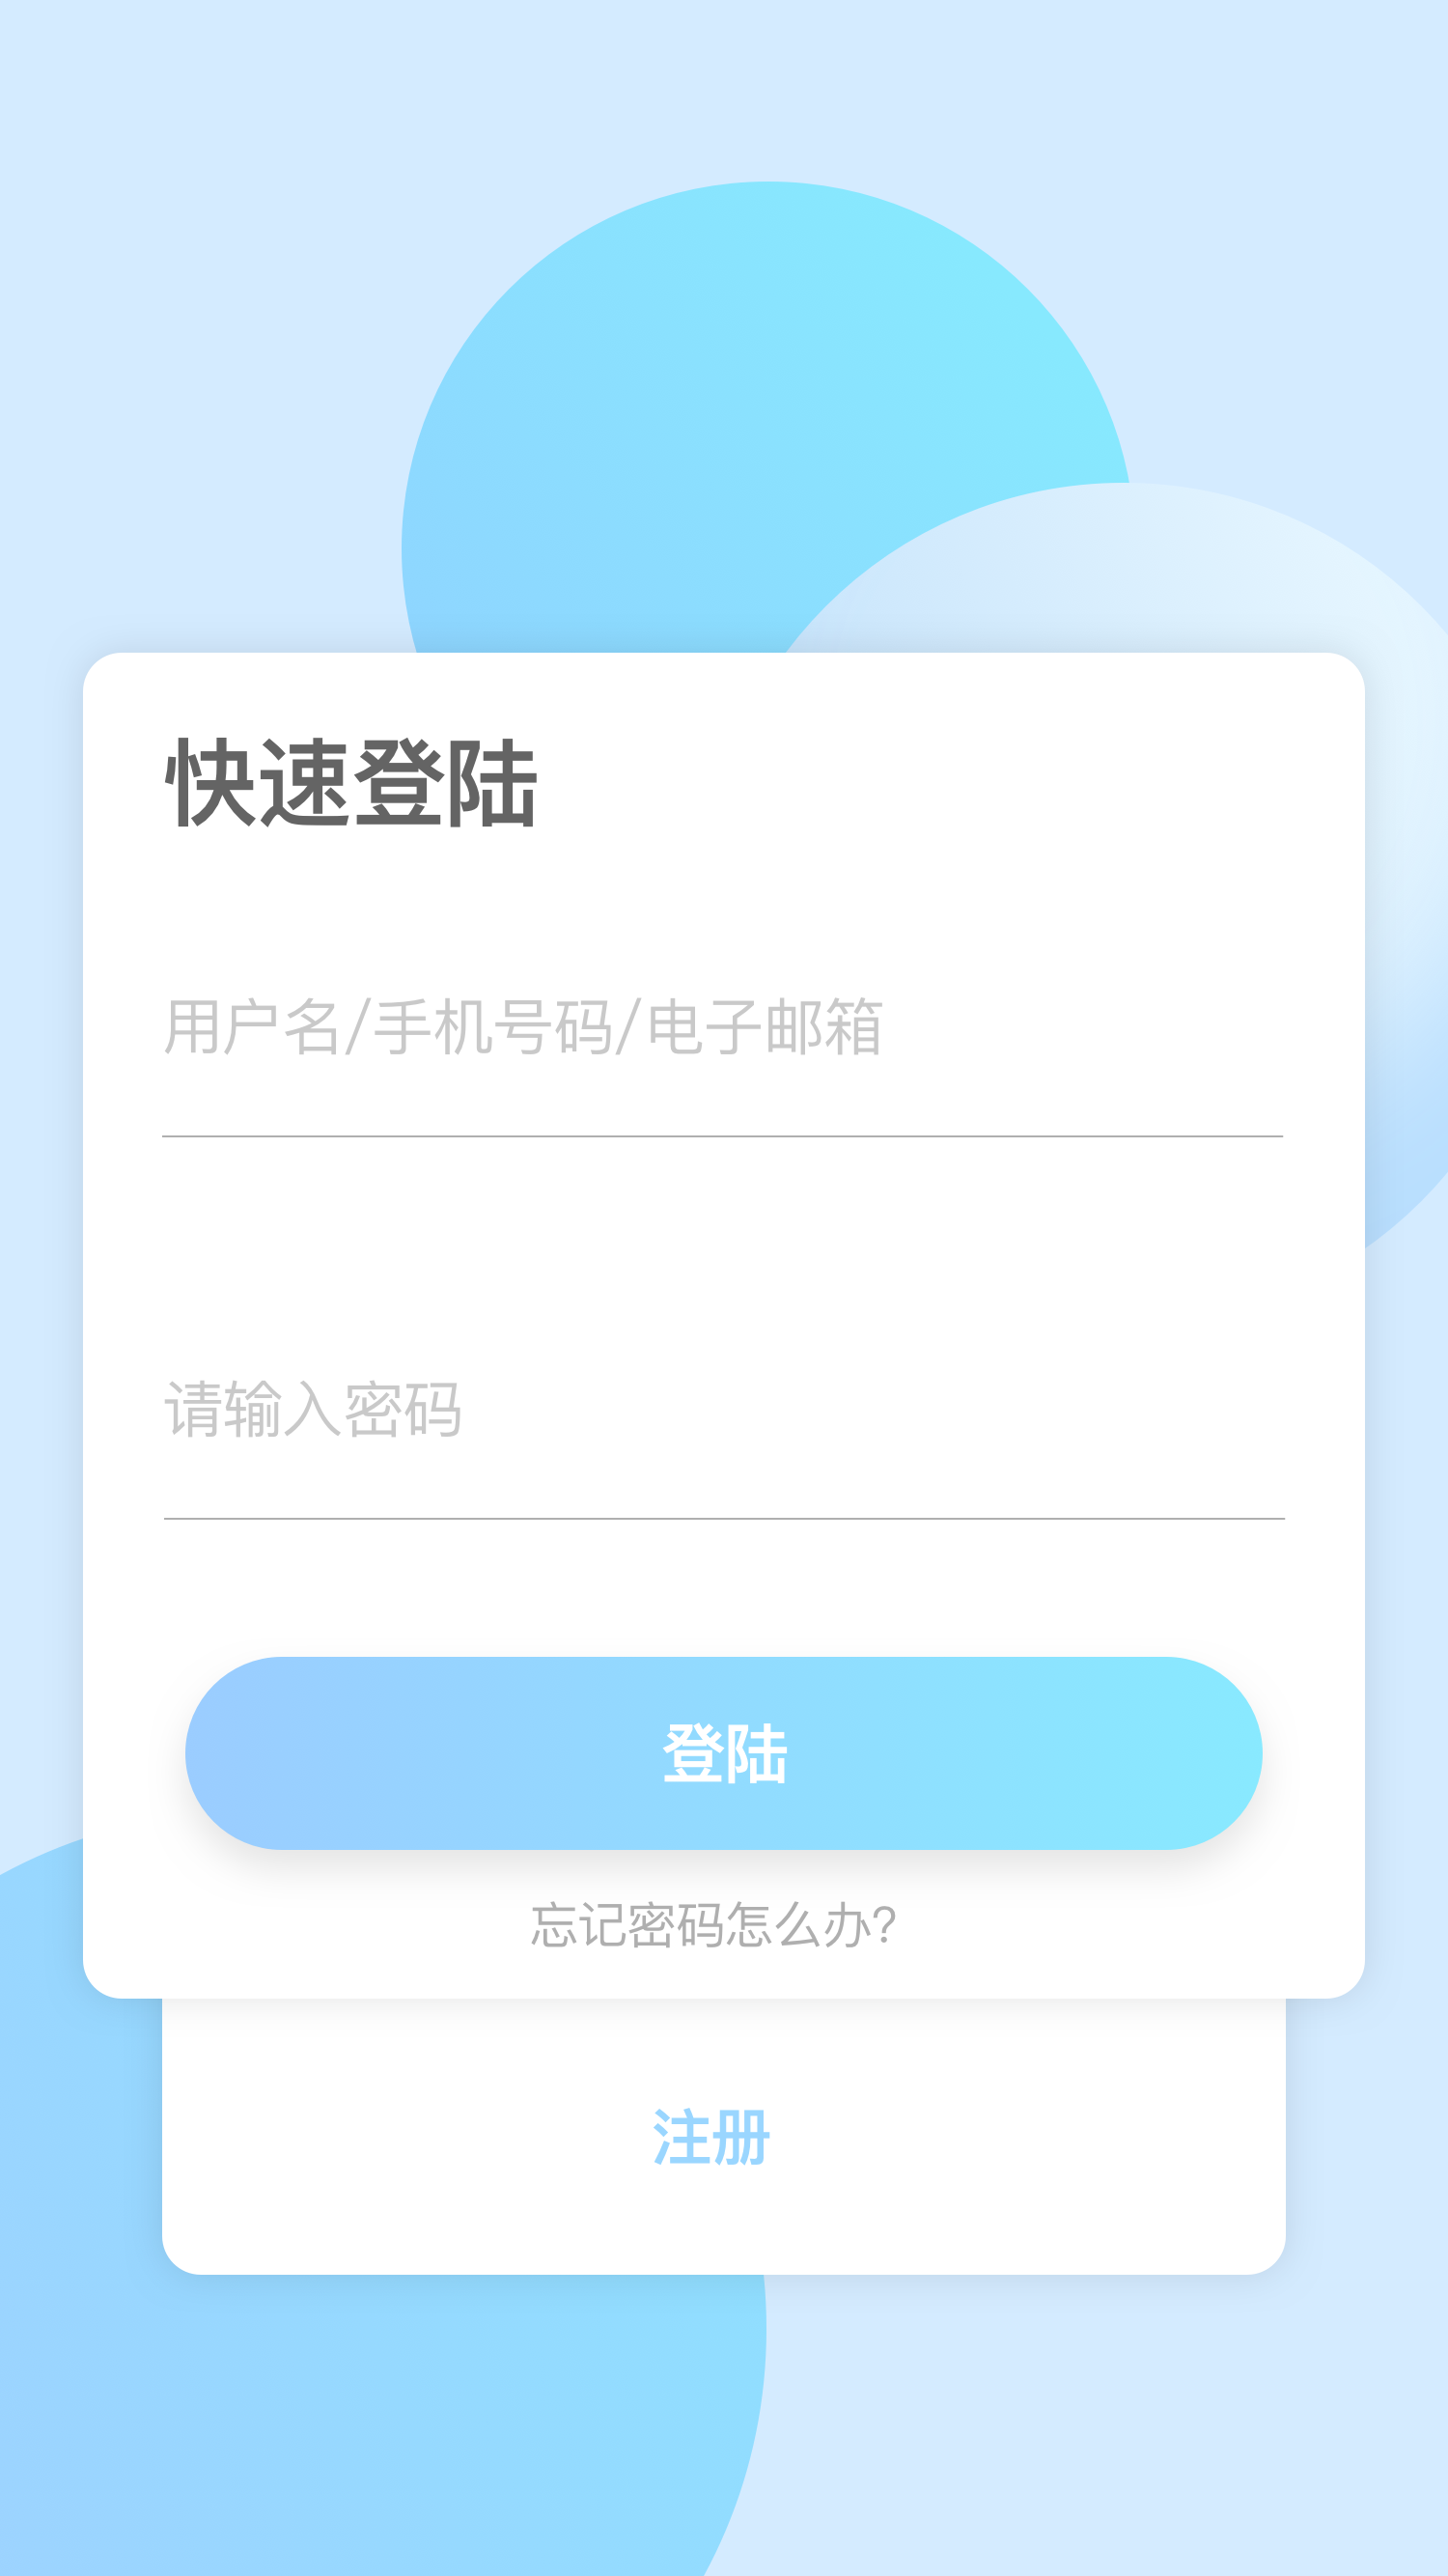 快速登陆
用户名/手机号码/电子邮箱
请输入密码
登陆
忘记密码怎么办?
注册